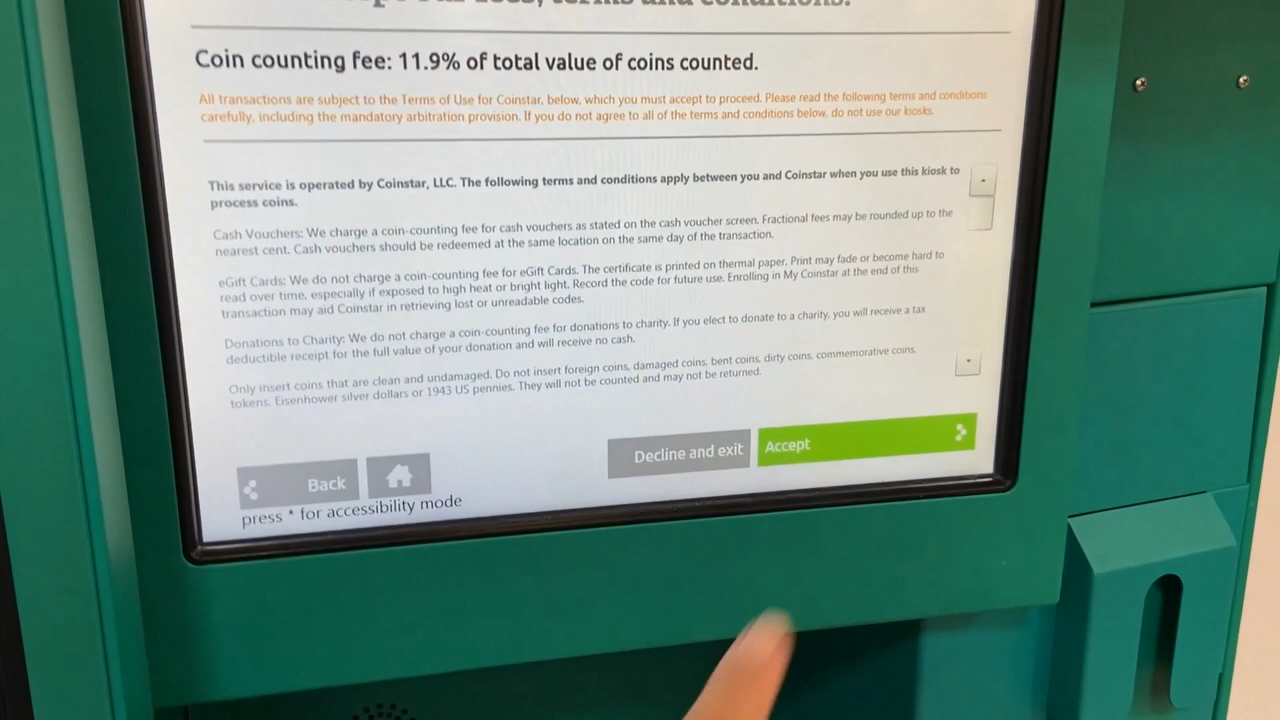 our fees, terms and conditions.
Coin counting fee: 11.9% of total value of coins counted.
All transactions are subject to the Terms of Use for Coinstar, below, which you must accept to proceed. Please read the following terms and conditions
carefully, including the mandatory arbitration provision. If you do not agree to all of the terms and conditions below, do not use our kiosks.
This service is operated by Coinstar, LLC. The following terms and conditions apply between you and Coinstar when you use this kiosk to
process coins.
Cash Vouchers: We charge a coin-counting fee for cash vouchers as stated on the cash voucher screen. Fractional fees may be rounded up to the
nearest cent. Cash vouchers should be redeemed at the same location on the same day of the transaction.
eGift Cards: We do not charge a coin-counting fee for eGift Cards. The certificate is printed on thermal paper. Print may fade or become hard to
read over time, especially if exposed to high heat or bright light. Record the code for future use. Enrolling in My Coinstar at the end of this
transaction may aid Coinstar in retrieving lost or unreadable codes.
Donations to Charity: We do not charge a coin-counting fee for donations to charity. If you elect to donate to a charity, you will receive a tax
deductible receipt for the full value of your donation and will receive no cash.
Only insert coins that are clean and undamaged. Do not insert foreign coins, damaged coins, bent coins, dirty coins, commemorative coins,
tokens, Eisenhower silver dollars or 1943 US pennies. They will not be counted and may not be returned.
Decline and exit
Accept
Back
press * for accessibility mode